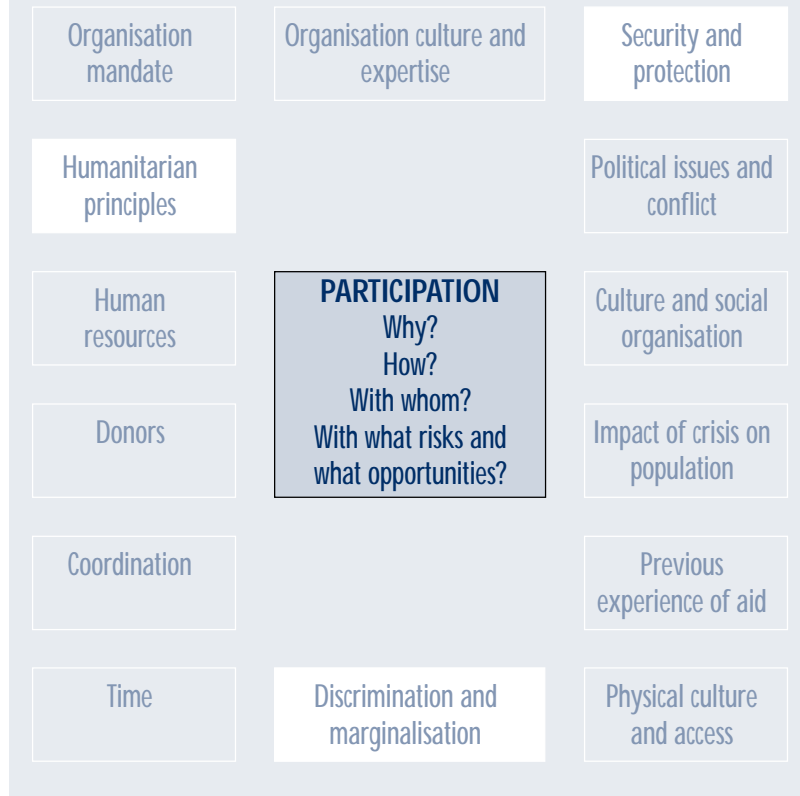 Organisation
mandate
Organisation culture and
expertise
Security and
protection
Humanitarian
principles
Political issues and
conflict
Human
resources
PARTICIPATION
Why?
How?
With whom?
With what risks and
what opportunities?
Culture and social
organisation
Donors
Impact of crisis on
population
Coordination
Previous
experience of aid
Time
Discrimination and
marginalisation
Physical culture
and access